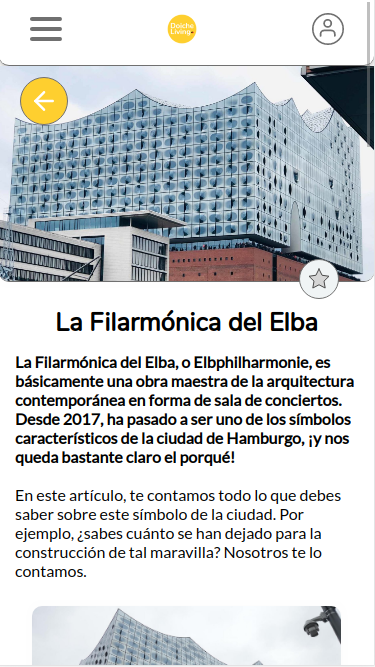 Deiche
Living.
La Filarmónica del Elba
La Filarmónica del Elba, o Elbphilharmonie, es
básicamente una obra maestra de la arquitectura
contemporánea en forma de sala de conciertos.
Desde 2017, ha pasado a ser uno de los símbolos
característicos de la ciudad de Hamburgo, ¡y nos
queda bastante claro el porqué!
En este artículo, te contamos todo lo que debes
saber sobre este símbolo de la ciudad. Por
ejemplo, ¿sabes cuánto se han dejado para la
construcción de tal maravilla? Nosotros te lo
contamos.